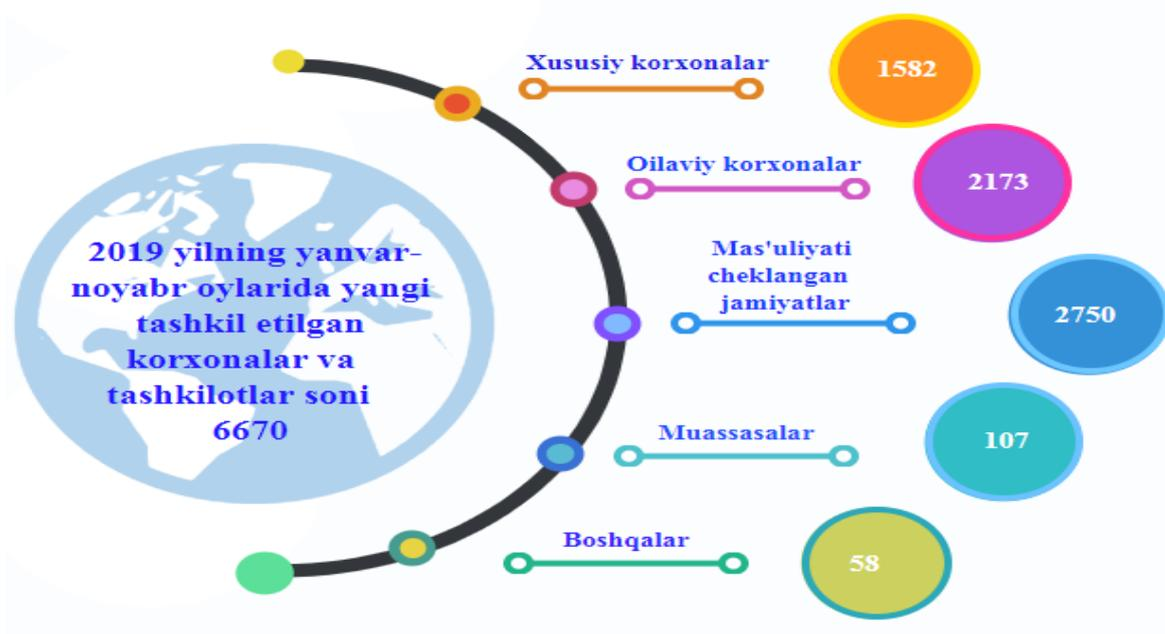 2019 yilning yanvar-
noyabr oylarida yangi
tashkil etilgan
korxonalar va
tashkilotlar soni
6670
Xususiy korxonalar
1582
Oilaviy korxonalar
2173
Mas'uliyati
cheklangan
jamiyatlar
2750
Muassasalar
107
Boshqalar
58